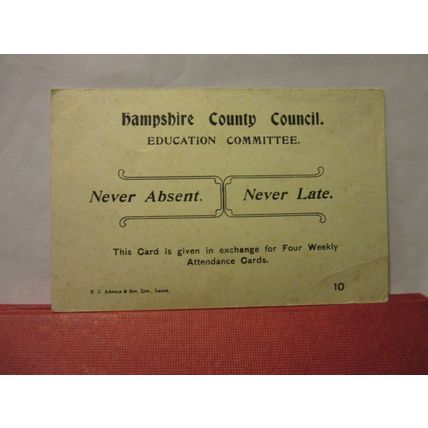 Hampshire County Council.
EDUCATION COMMITTEE.
Never Absent. Never Late.
This Card is given in exchange for Four Weekly
Attendance Cards.
E. J. Arnold & Son, Ltd., Leeds. 10